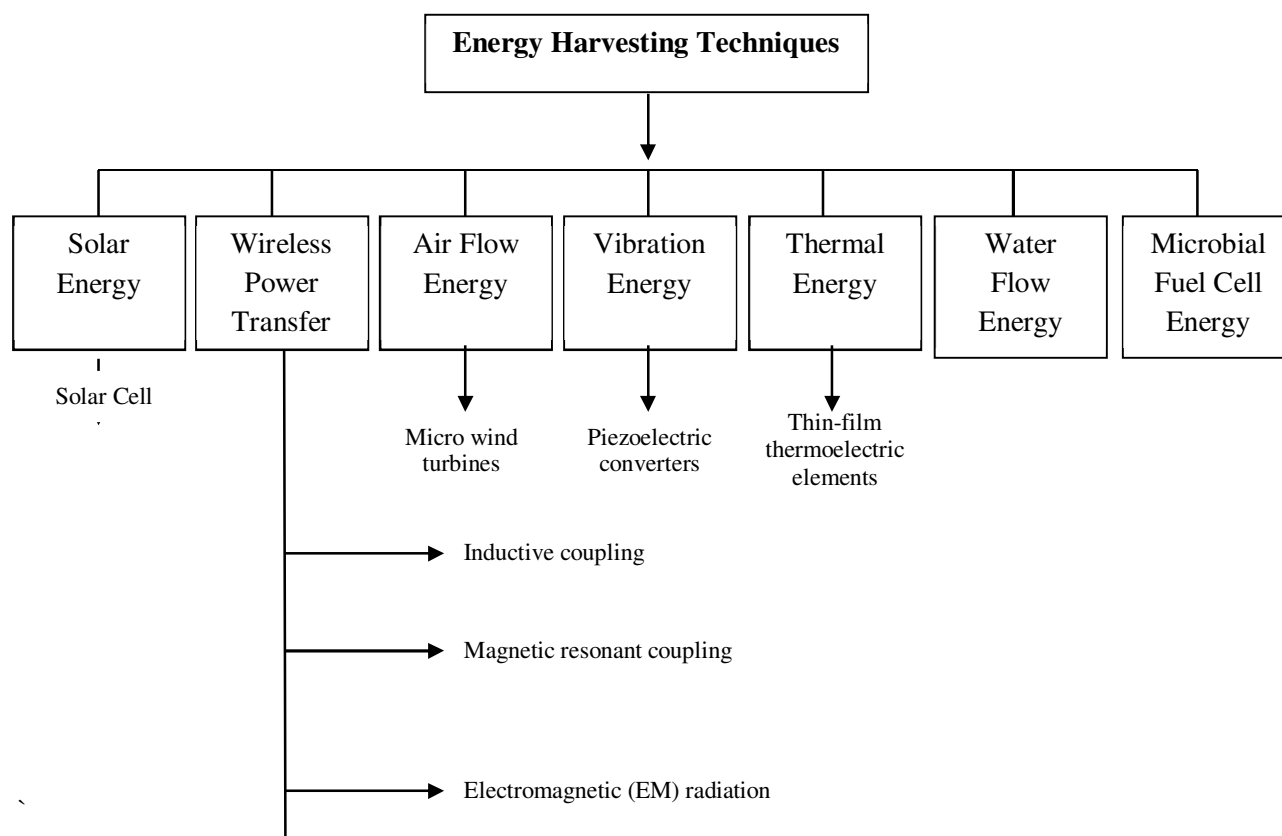 Energy Harvesting Techniques
Solar
Energy
Wireless
Power
Transfer
Air Flow
Energy
Vibration
Energy
Thermal
Energy
Water
Flow
Energy
Microbial
Fuel Cell
Energy
Solar Cell
Micro wind
turbines
Piezoelectric
converters
Thin-film
thermoelectric
elements
Inductive coupling
Magnetic resonant coupling
Electromagnetic (EM) radiation
`